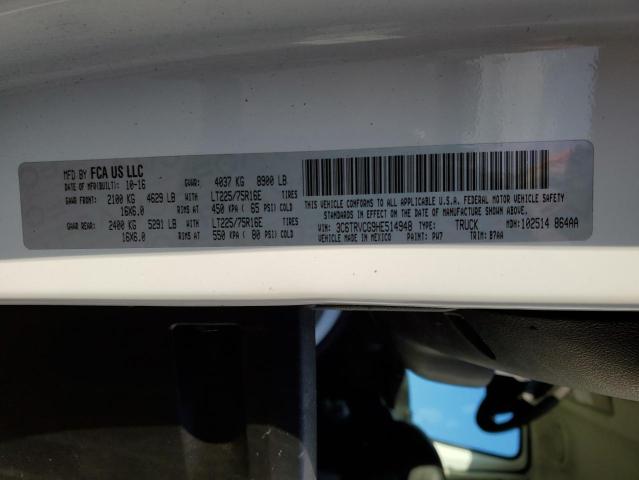 MFD BY FCA US LLC
DATE OF MFR(BUILT): 10-16 GVWR: 4037 KG 8900 LB
GAWR FRONT: 2100 KG 4629 LB LT225/75R16E TIRES
16X6.0 RIMS AT 450 KPA ( 65 PSI) COLD
GAWR REAR: 2400 KG 5291 LB LT225/75R16E TIRES
16X6.0 RIMS AT 550 KPA ( 80 PSI) COLD
THIS VEHICLE CONFORMS TO ALL APPLICABLE U.S.A. FEDERAL MOTOR VEHICLE SAFETY
STANDARDS IN EFFECT ON THE DATE OF MANUFACTURE SHOWN ABOVE.
VIN: 3C6TRVCG9HE514948 TYPE: TRUCK MDH: 102514 864AA
VEHICLE MADE IN MEXICO PAINT: PW7 TRIM: B7AA